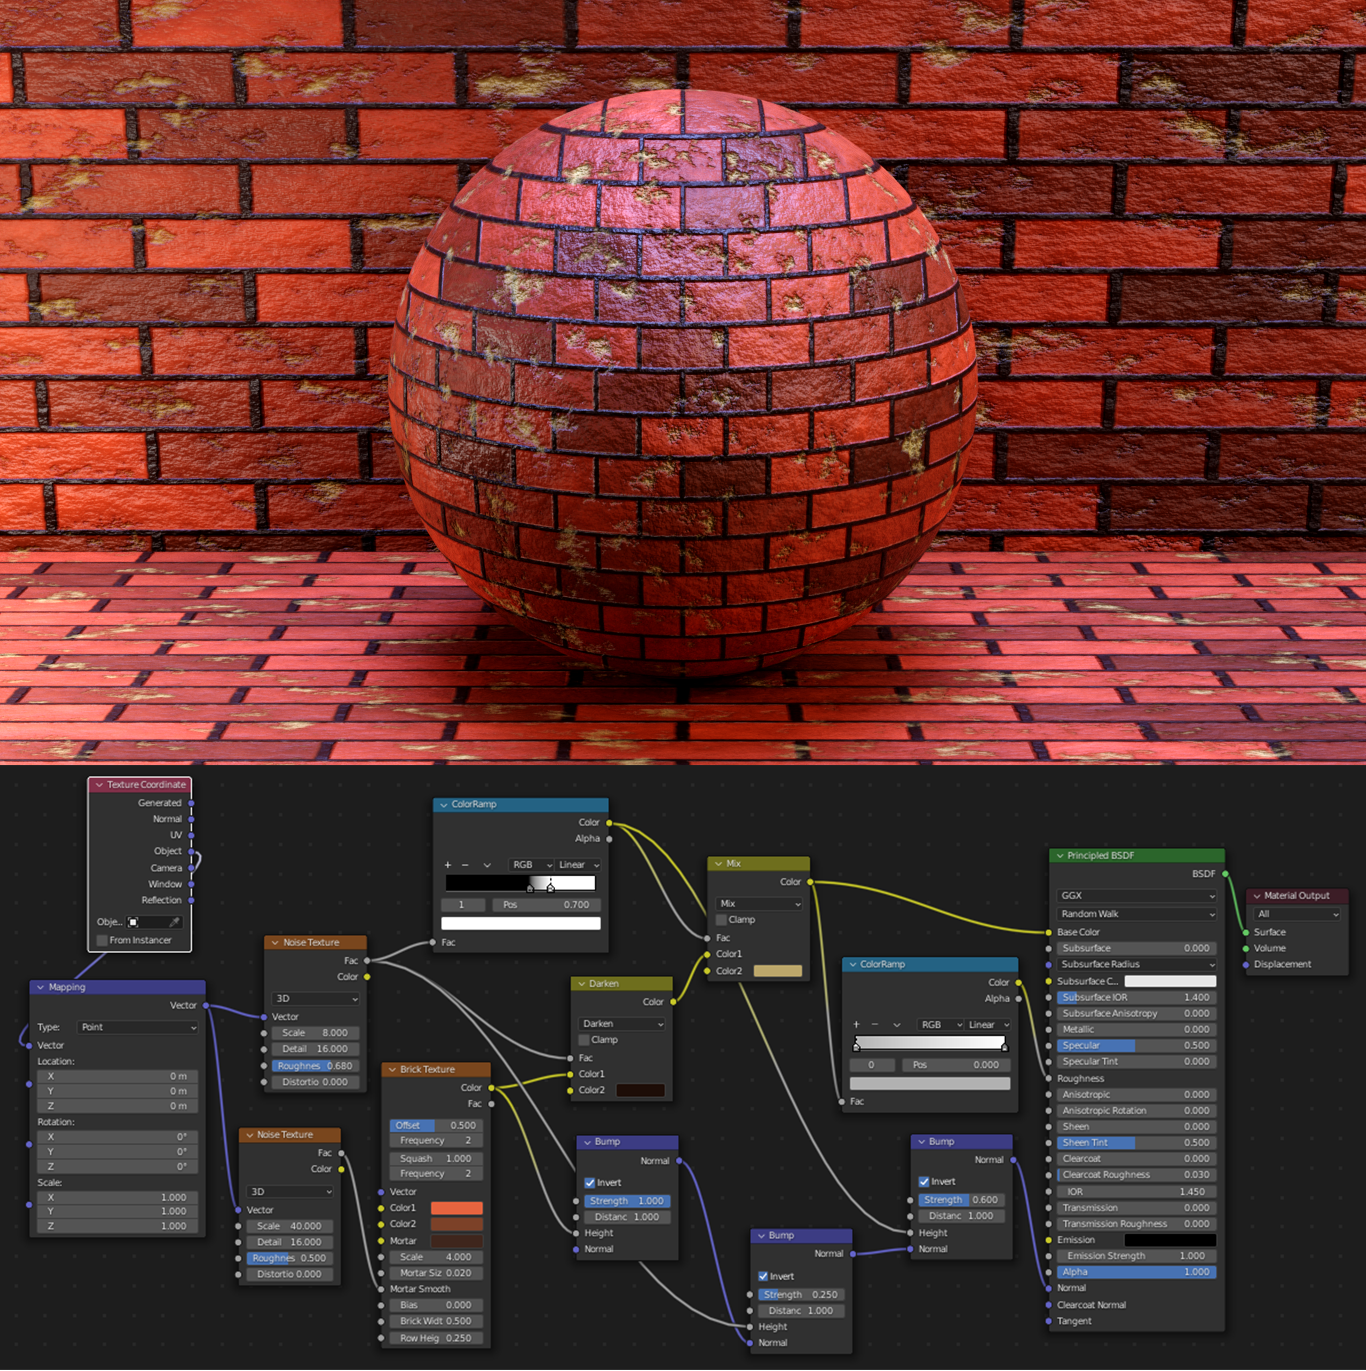 Texture Coordinate
Generated
Normal
UV
Object
Camera
Window
Reflection
Obje...
From Instancer
Mapping
Vector
Type: Point
Vector
Location:
X 0 m
Y 0 m
Z 0 m
Rotation:
X 0°
Y 0°
Z 0°
Scale:
X 1.000
Y 1.000
Z 1.000
Noise Texture
Fac
Color
3D
Vector
Scale 8.000
Detail 16.000
Roughnes 0.680
Distortio 0.000
Noise Texture
Fac
Color
3D
Vector
Scale 40.000
Detail 16.000
Roughnes 0.500
Distortio 0.000
ColorRamp
Color
Alpha
+ - RGB Linear
1 Pos 0.700
Fac
Brick Texture
Color
Fac
Offset 0.500
Frequency 2
Squash 1.000
Frequency 2
Vector
Color1
Color2
Mortar
Scale 4.000
Mortar Siz 0.020
Mortar Smooth
Bias 0.000
Brick Widt 0.500
Row Heig 0.250
Darken
Color
Darken
Clamp
Fac
Color1
Color2
Bump
Normal
Invert
Strength 1.000
Distanc 1.000
Height
Normal
Mix
Color
Mix
Clamp
Fac
Color1
Color2
Bump
Normal
Invert
Strength 0.250
Distanc 1.000
Height
Normal
ColorRamp
Color
Alpha
+ - RGB Linear
0 Pos 0.000
Fac
Bump
Normal
Invert
Strength 0.600
Distanc 1.000
Height
Normal
Principled BSDF
BSDF
GGX
Random Walk
Base Color
Subsurface 0.000
Subsurface Radius
Subsurface C..
Subsurface IOR 1.400
Subsurface Anisotropy 0.000
Metallic 0.000
Specular 0.500
Specular Tint 0.000
Roughness
Anisotropic 0.000
Anisotropic Rotation 0.000
Sheen 0.000
Sheen Tint 0.500
Clearcoat 0.000
Clearcoat Roughness 0.030
IOR 1.450
Transmission 0.000
Transmission Roughness 0.000
Emission
Emission Strength 1.000
Alpha 1.000
Normal
Clearcoat Normal
Tangent
Material Output
All
Surface
Volume
Displacement